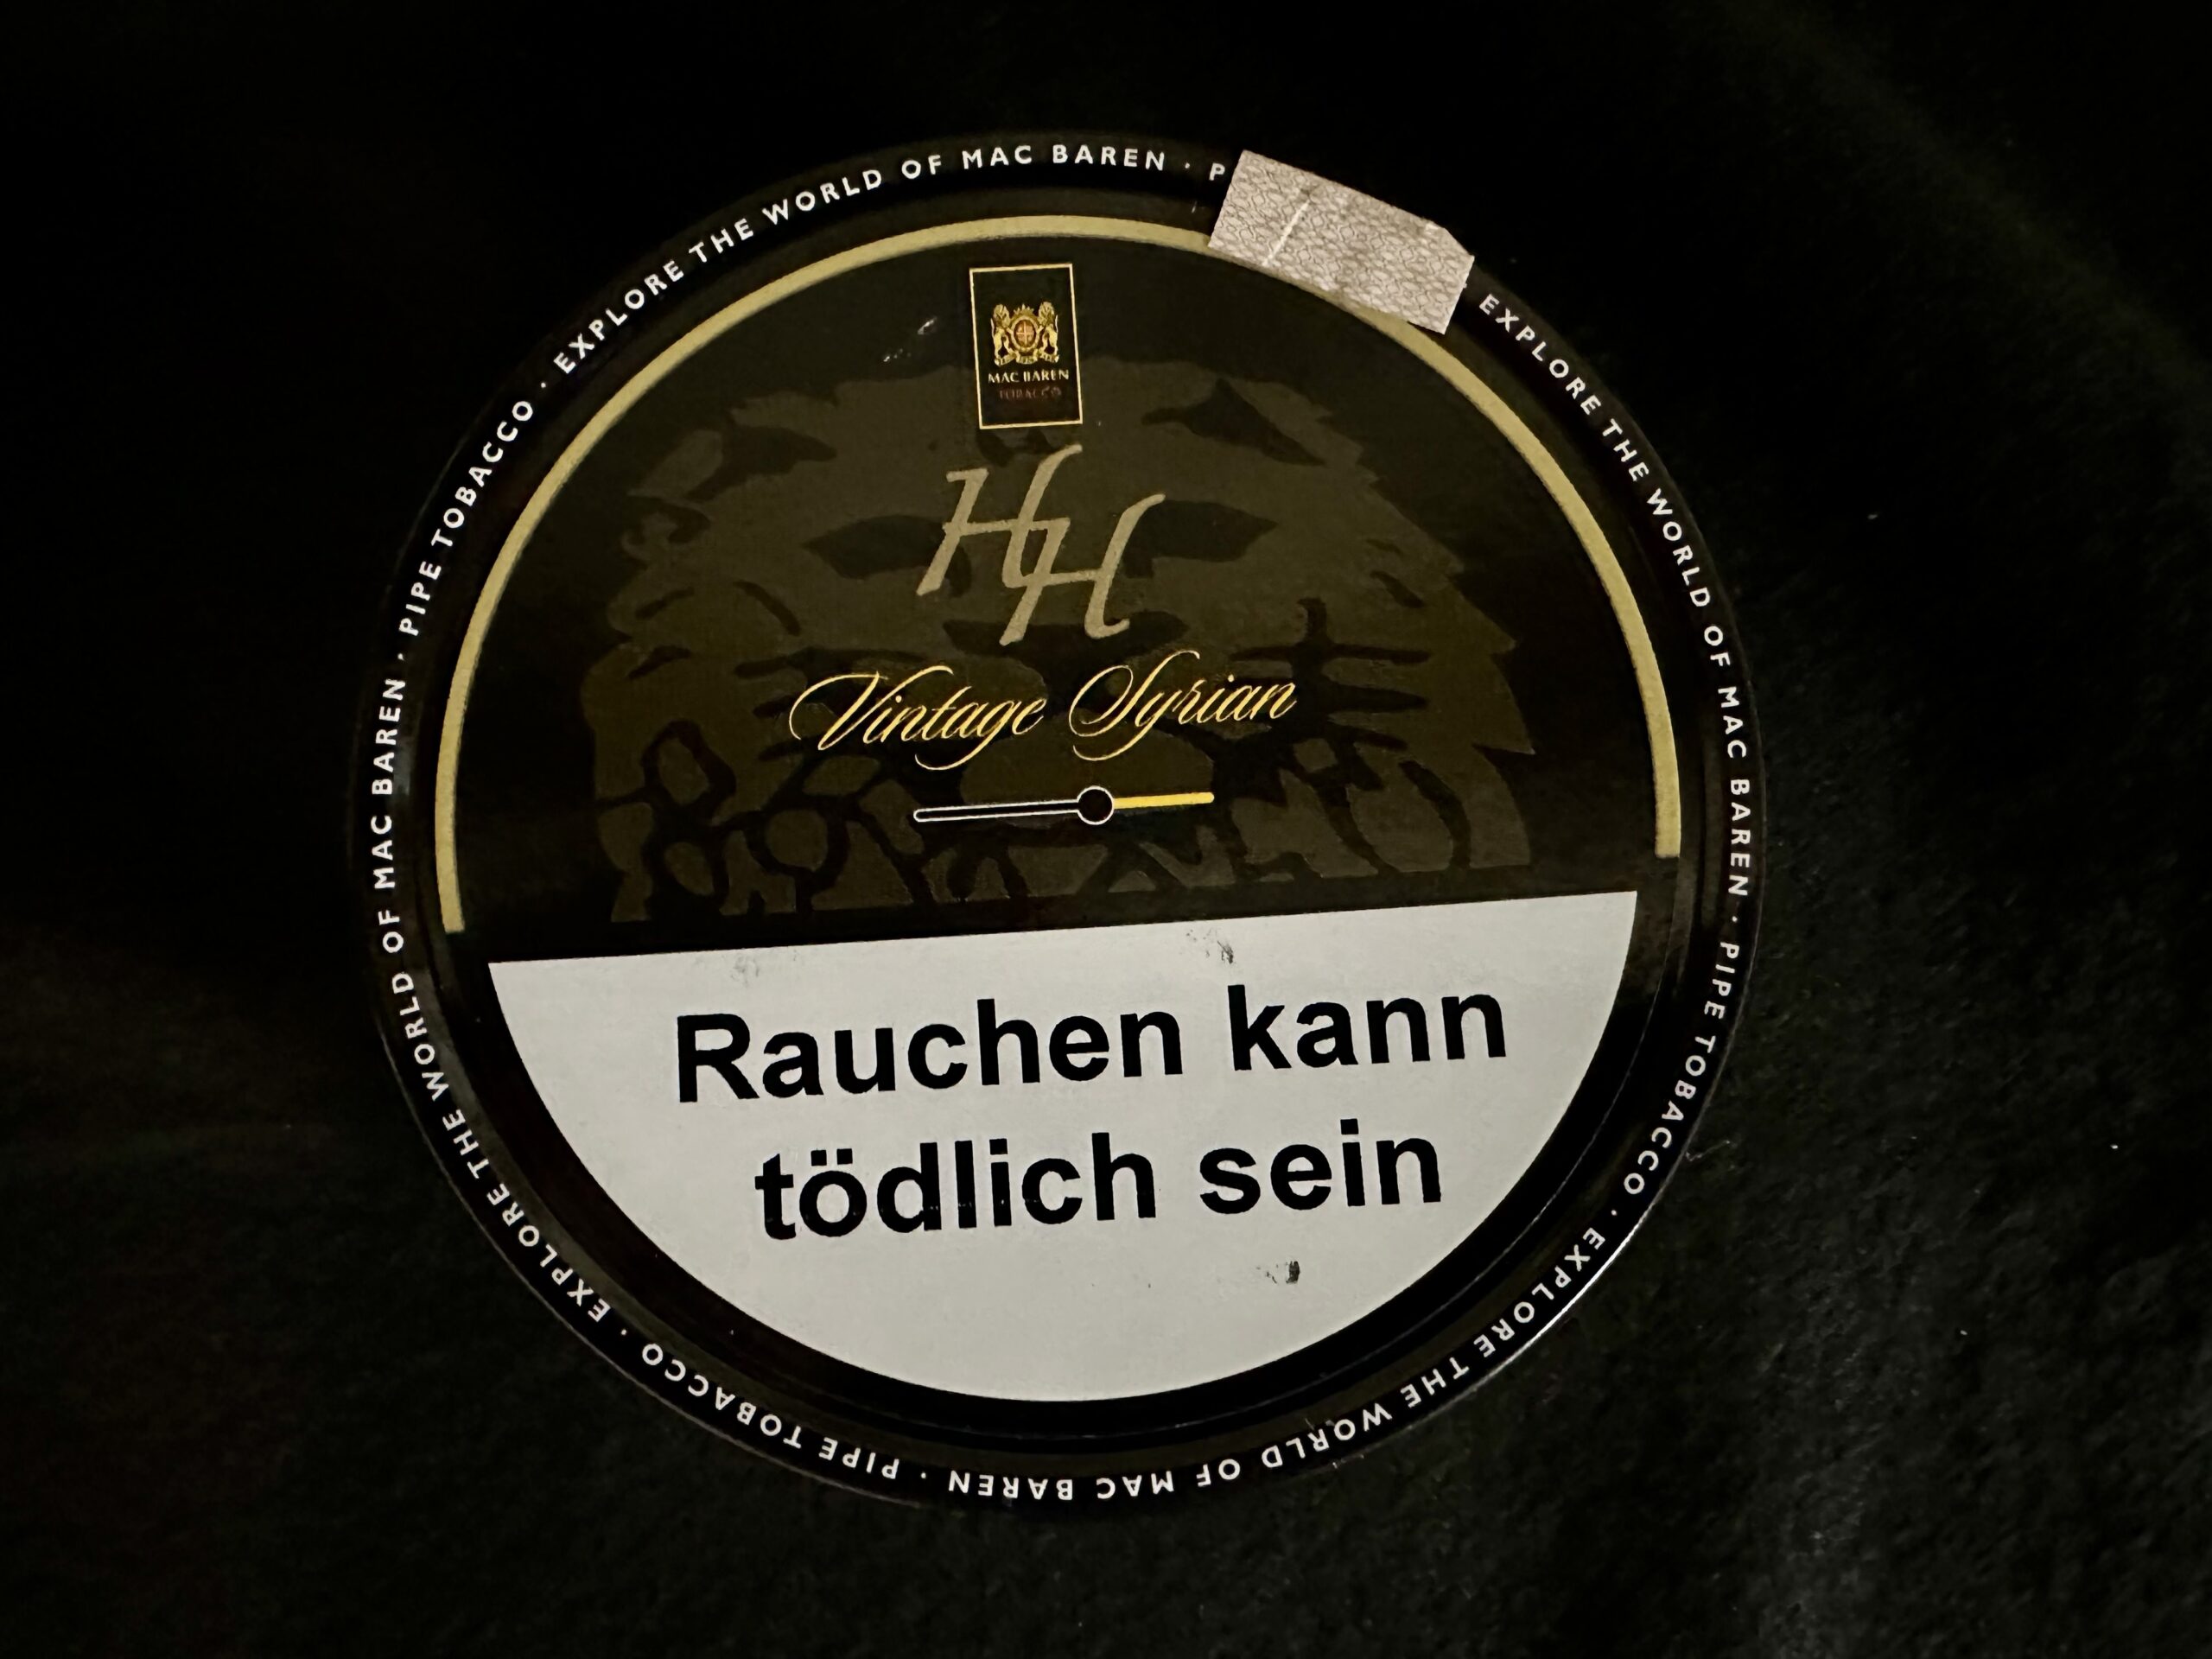 EXPLORE THE WORLD OF MAC BAREN · P
EXPLORE THE WORLD OF MAC BAREN · PIPE TOBACCO ·
EXPLORE THE WORLD OF MAC BAREN · PIPE TOBACCO ·
EXPLORE THE WORLD OF MAC BAREN · PIPE TOBACCO ·
MAC BAREN
TOBACCO
HH
Vintage Syrian
Rauchen kann
tödlich sein